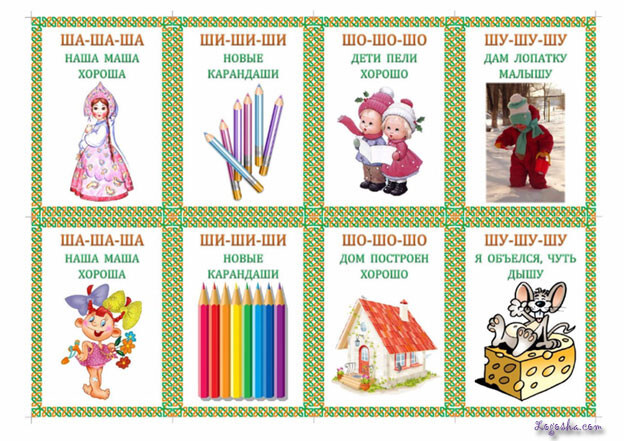 ША-ША-ША
НАША МАША
ХОРОША
ШИ-ШИ-ШИ
НОВЫЕ
КАРАНДАШИ
ШО-ШО-ШО
ДЕТИ ПЕЛИ
ХОРОШО
ШУ-ШУ-ШУ
ДАМ ЛОПАТКУ
МАЛЫШУ
ША-ША-ША
НАША МАША
ХОРОША
ШИ-ШИ-ШИ
НОВЫЕ
КАРАНДАШИ
ШО-ШО-ШО
ДОМ ПОСТРОЕН
ХОРОШО
ШУ-ШУ-ШУ
Я ОБЪЕЛСЯ, ЧУТЬ
ДЫШУ
Logosha.com